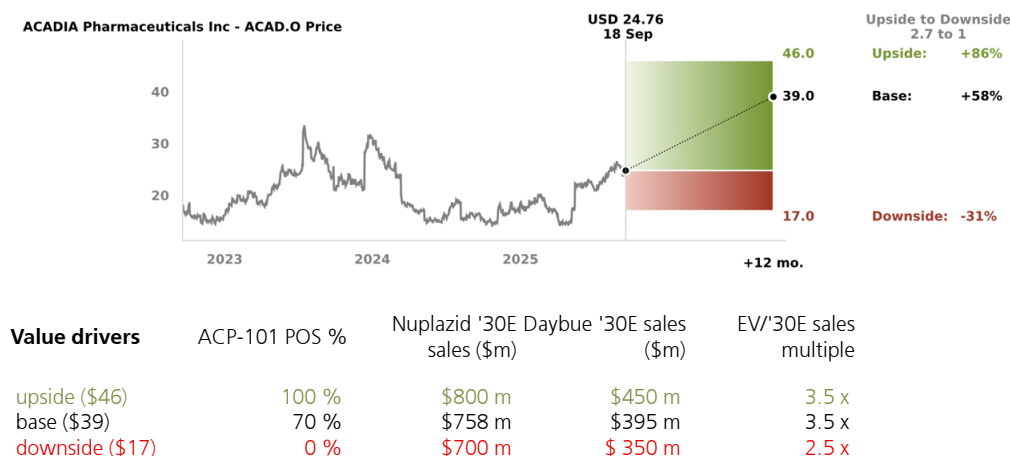 ACADIA Pharmaceuticals Inc - ACAD.O Price
USD 24.76
18 Sep
Upside to Downside
2.7 to 1
46.0
Upside: +86%
40
39.0
Base: +58%
30
20
17.0
Downside: -31%
2023 2024 2025
+12 mo.
Value drivers ACP-101 POS % Nuplazid '30E Daybue '30E sales EV/'30E sales
sales ($m) ($m) multiple
upside ($46) 100 % $800 m $450 m 3.5 x
base ($39) 70 % $758 m $395 m 3.5 x
downside ($17) 0 % $700 m $ 350 m 2.5 x